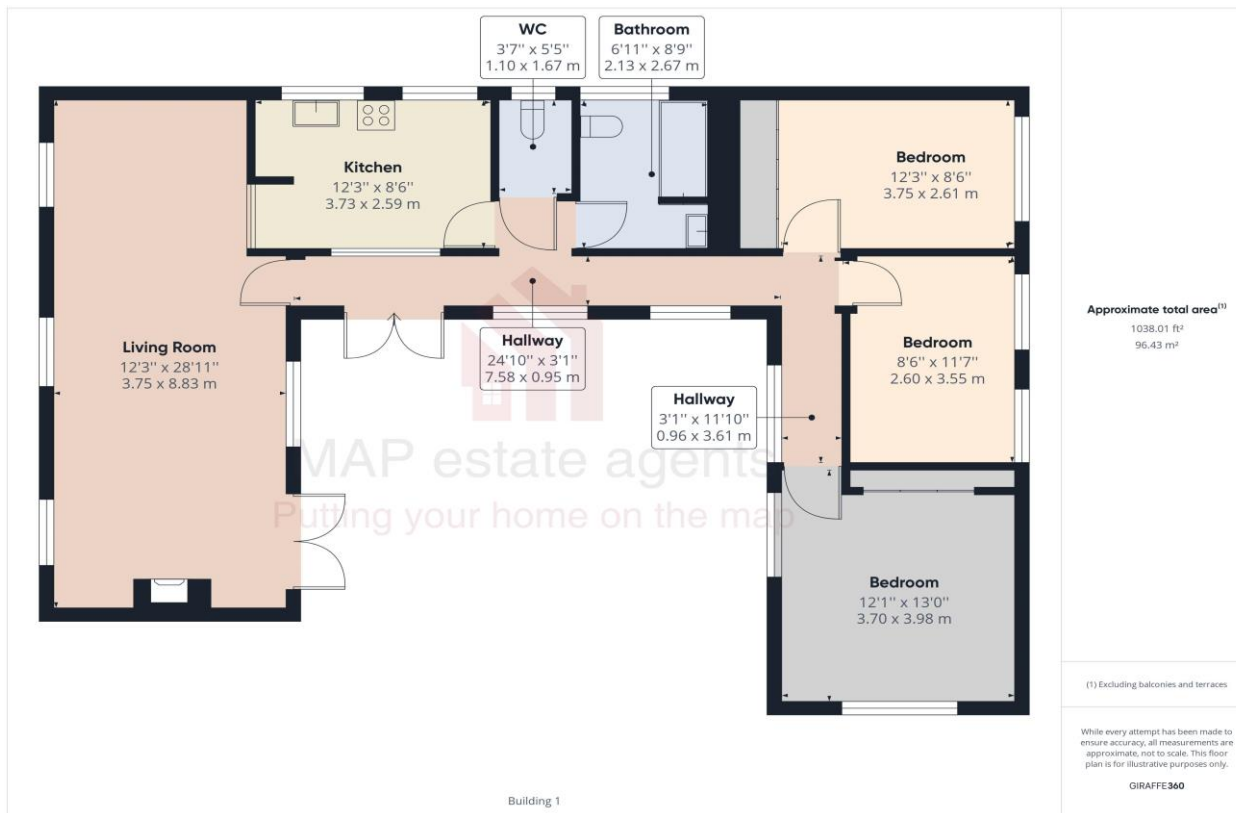 WC
3'7'' x 5'5''
1.10 x 1.67 m
Bathroom
6'11'' x 8'9''
2.13 x 2.67 m
Kitchen
12'3'' x 8'6''
3.73 x 2.59 m
Bedroom
12'3'' x 8'6''
3.75 x 2.61 m
Living Room
12'3'' x 28'11''
3.75 x 8.83 m
Hallway
24'10'' x 3'1''
7.58 x 0.95 m
Bedroom
8'6'' x 11'7''
2.60 x 3.55 m
Hallway
3'1'' x 11'10''
0.96 x 3.61 m
MAP estate agents
Putting your home on the map
Bedroom
12'1'' x 13'0''
3.70 x 3.98 m
Building 1
Approximate total area(1)
1038.01 ft²
96.43 m²
(1) Excluding balconies and terraces
While every attempt has been made to
ensure accuracy, all measurements are
approximate, not to scale. This floor
plan is for illustrative purposes only.
GIRAFFE360